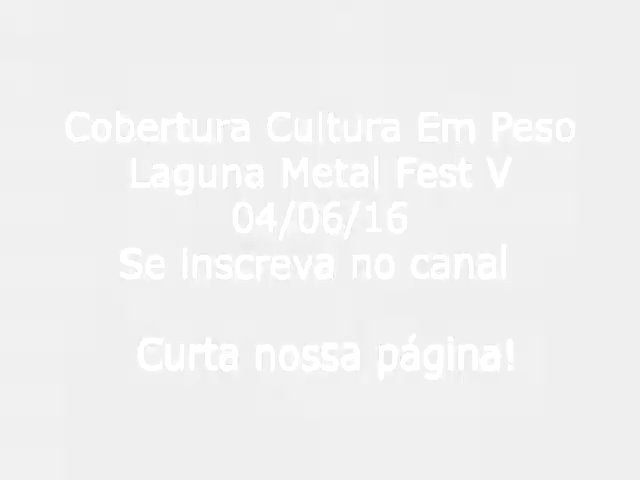 Cobertura Cultura Em Peso
Laguna Metal Fest V
04/06/16
Se inscreva no canal
Curta nossa página!